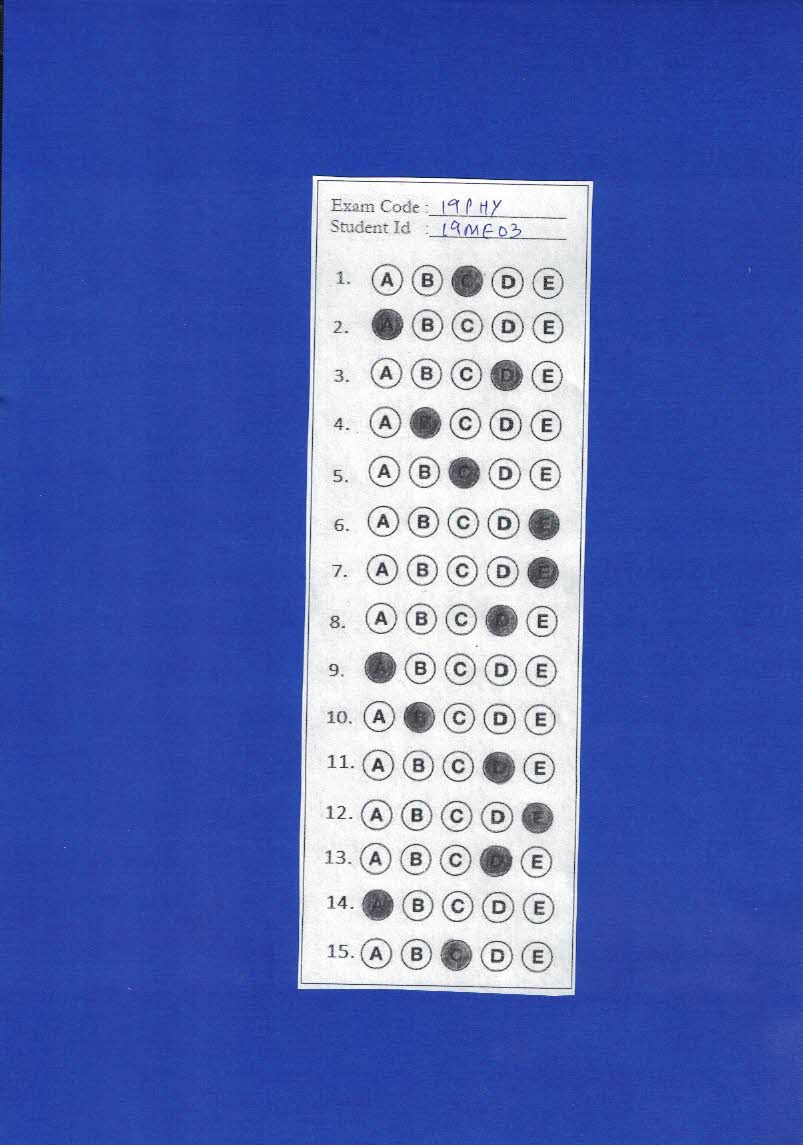 Exam Code : 19PHY
Student Id : 19ME03
1. A B C D E
2. A B C D E
3. A B C D E
4. A B C D E
5. A B C D E
6. A B C D E
7. A B C D E
8. A B C D E
9. A B C D E
10. A B C D E
11. A B C D E
12. A B C D E
13. A B C D E
14. A B C D E
15. A B C D E